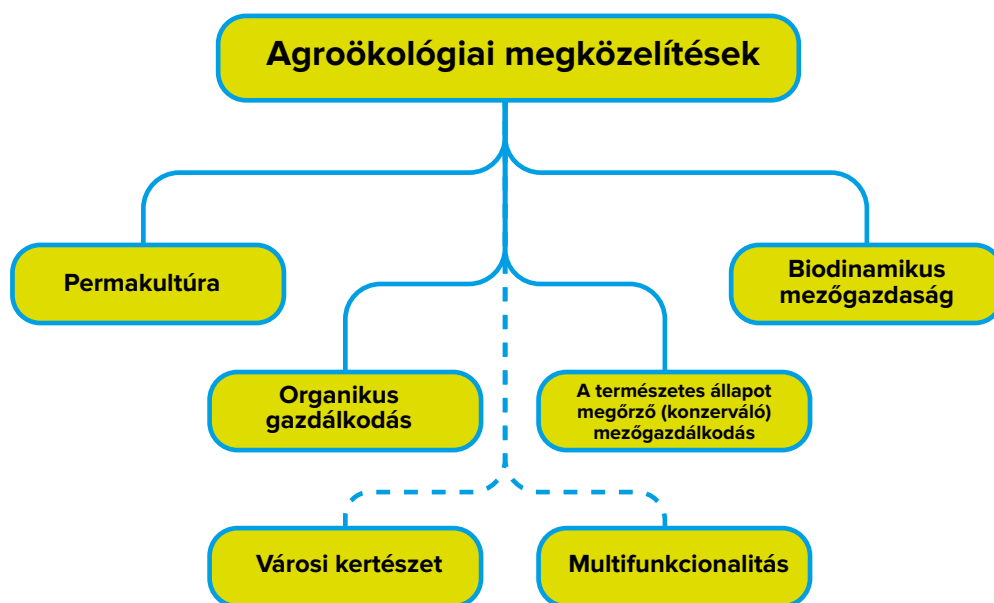 Agroökológiai megközelítések
Permakultúra
Biodinamikus
mezőgazdaság
Organikus
gazdálkodás
A természetes állapot
megőrző (konzerváló)
mezőgazdálkodás
Városi kertészet
Multifunkcionalitás